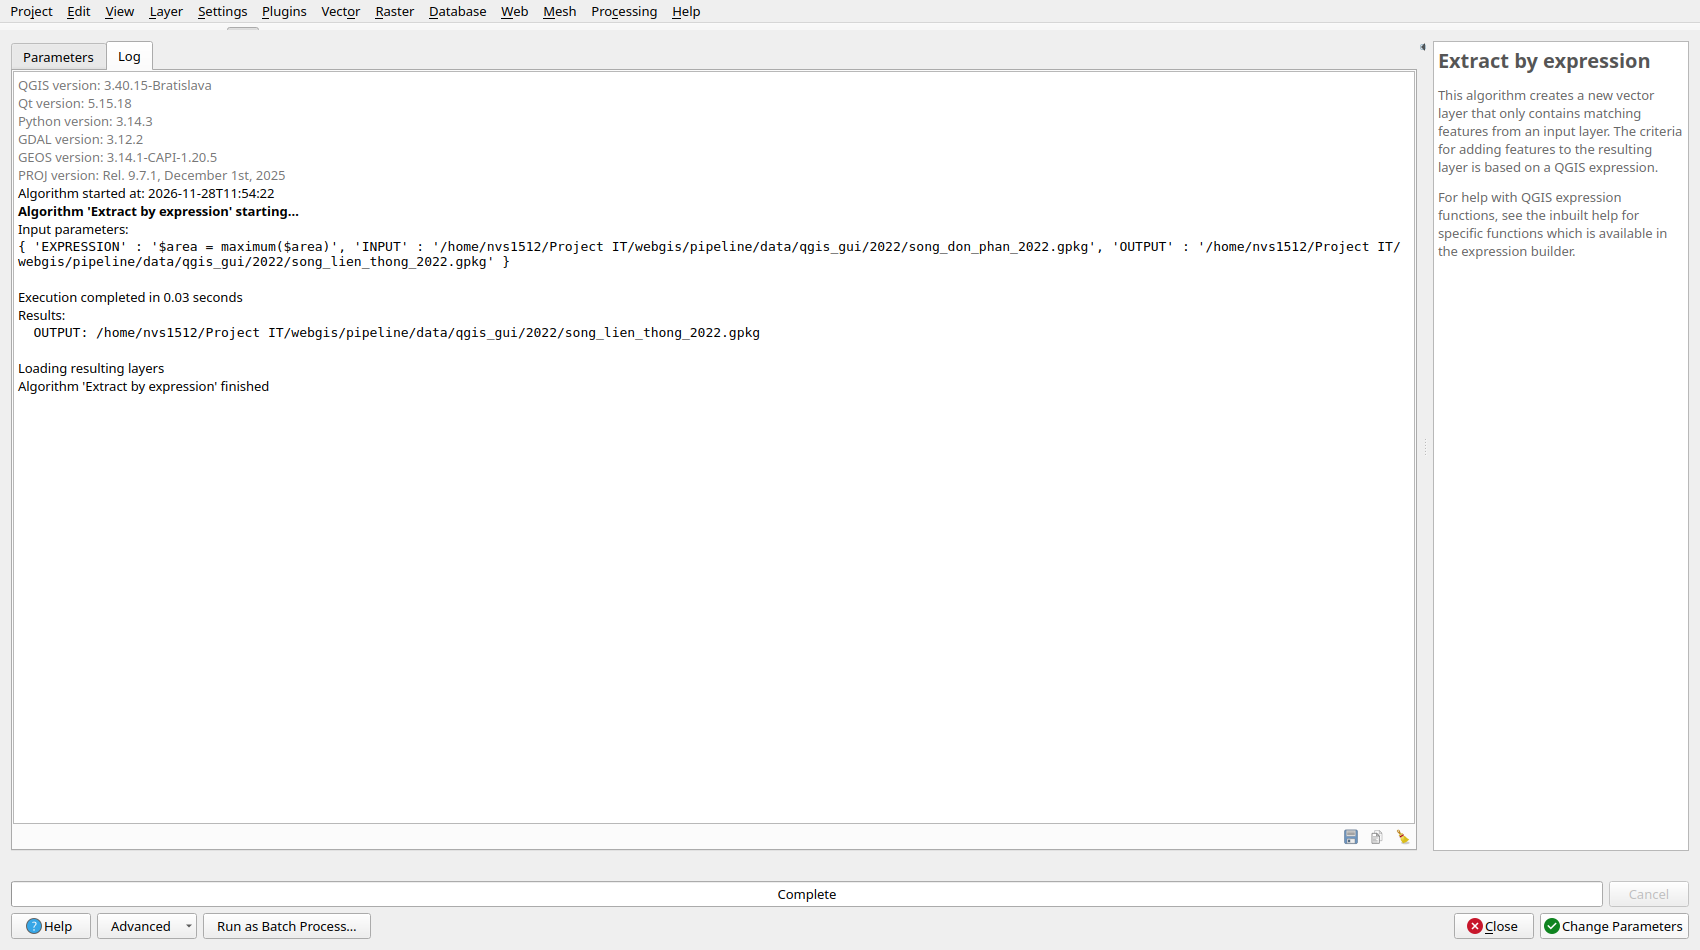 Project Edit View Layer Settings Plugins Vector Raster Database Web Mesh Processing Help
Parameters Log
QGIS version: 3.40.15-Bratislava
Qt version: 5.15.18
Python version: 3.14.3
GDAL version: 3.12.2
GEOS version: 3.14.1-CAPI-1.20.5
PROJ version: Rel. 9.7.1, December 1st, 2025
Algorithm started at: 2026-11-28T11:54:22
Algorithm 'Extract by expression' starting…
Input parameters:
{ 'EXPRESSION' : '$area = maximum($area)', 'INPUT' : '/home/nvs1512/Project IT/webgis/pipeline/data/qgis_gui/2022/song_don_phan_2022.gpkg', 'OUTPUT' : '/home/nvs1512/Project IT/
webgis/pipeline/data/qgis_gui/2022/song_lien_thong_2022.gpkg' }
Execution completed in 0.03 seconds
Results:
OUTPUT: /home/nvs1512/Project IT/webgis/pipeline/data/qgis_gui/2022/song_lien_thong_2022.gpkg
Loading resulting layers
Algorithm 'Extract by expression' finished
Extract by expression
This algorithm creates a new vector
layer that only contains matching
features from an input layer. The criteria
for adding features to the resulting
layer is based on a QGIS expression.
For help with QGIS expression
functions, see the inbuilt help for
specific functions which is available in
the expression builder.
Complete
Cancel
Help Advanced Run as Batch Process… Close Change Parameters